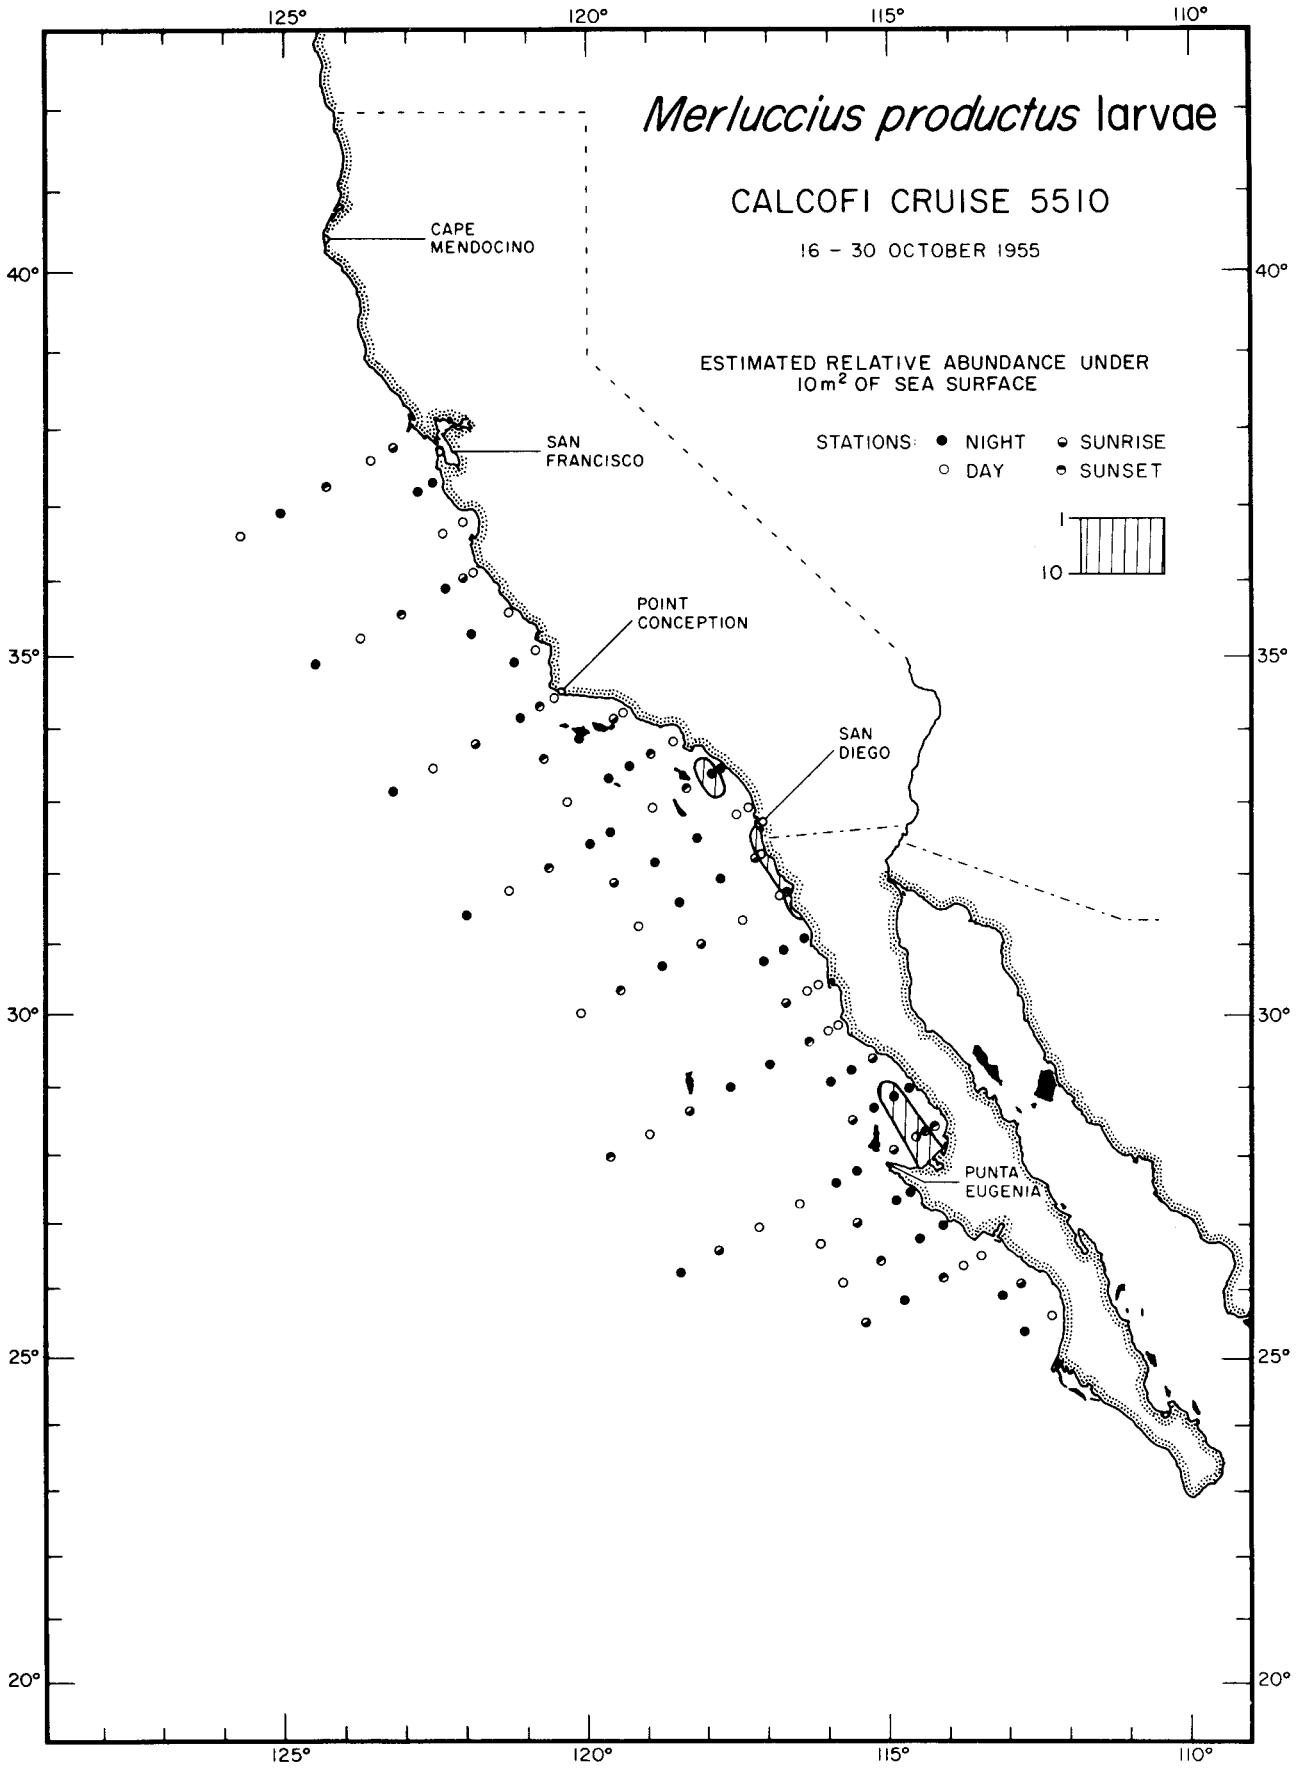 125° 120° 115° 110°
Merluccius productus larvae
CALCOFI CRUISE 5510
16 - 30 OCTOBER 1955
CAPE
MENDOCINO
40° 40°
ESTIMATED RELATIVE ABUNDANCE UNDER
10m² OF SEA SURFACE
STATIONS: ● NIGHT ◒ SUNRISE
○ DAY ◓ SUNSET
SAN
FRANCISCO
1
10
POINT
CONCEPTION
35° 35°
SAN
DIEGO
30° 30°
PUNTA
EUGENIA
25° 25°
20° 20°
125° 120° 115° 110°